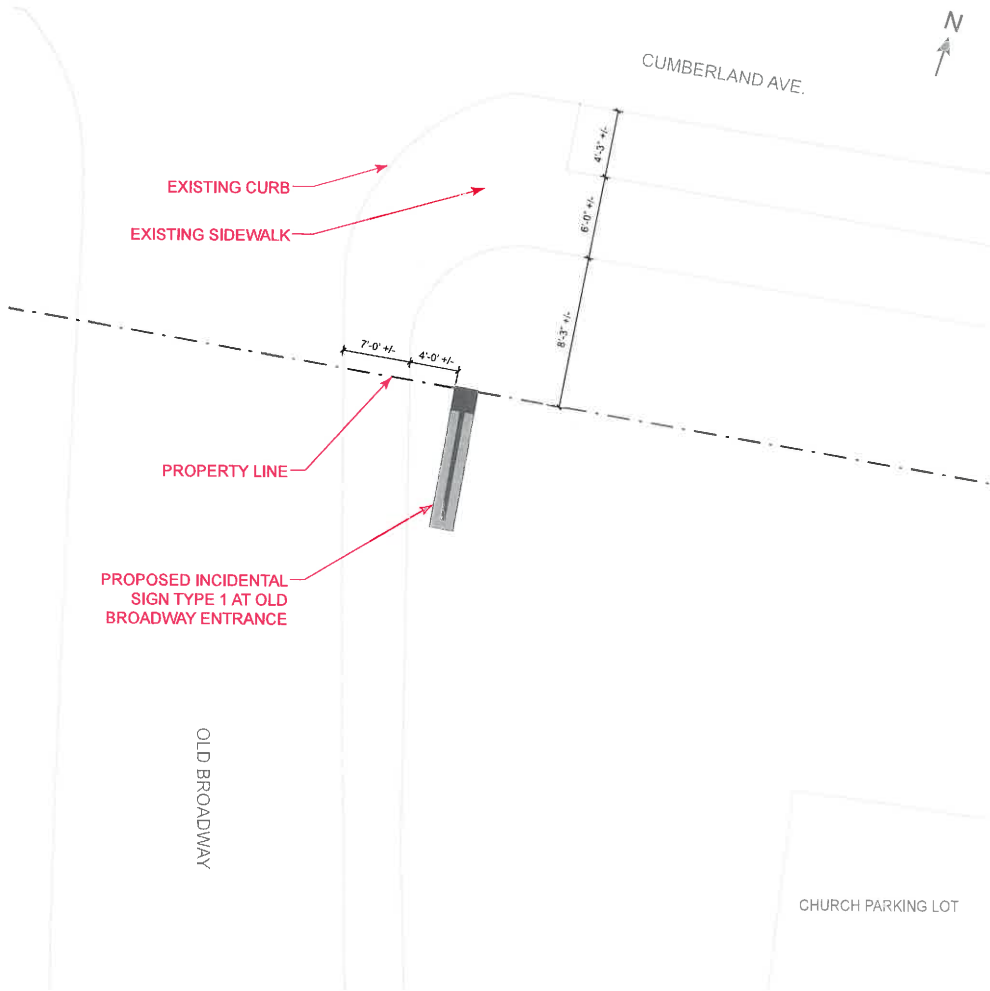 N
CUMBERLAND AVE.
4'-3" +/-
EXISTING CURB
6'-0" +/-
EXISTING SIDEWALK
8'-3" +/-
7'-0' +/-
4'-0' +/-
PROPERTY LINE
PROPOSED INCIDENTAL
SIGN TYPE 1 AT OLD
BROADWAY ENTRANCE
OLD BROADWAY
CHURCH PARKING LOT